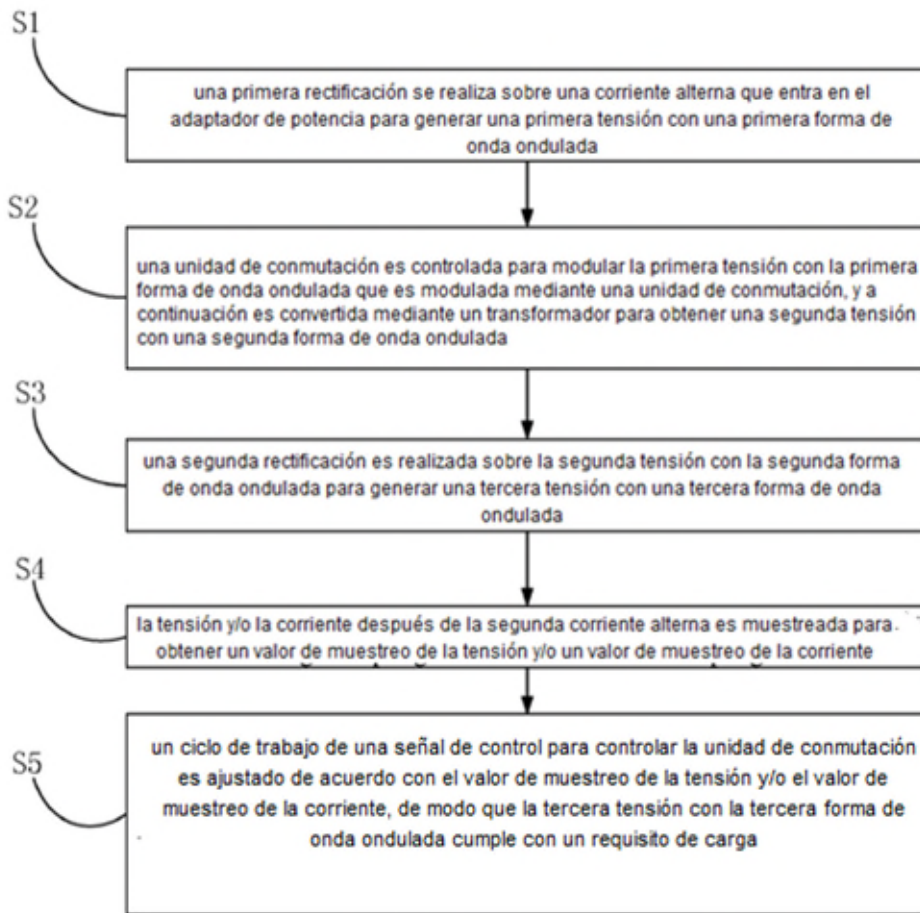 S1
una primera rectificación se realiza sobre una corriente alterna que entra en el
adaptador de potencia para generar una primera tensión con una primera forma de
onda ondulada
S2
una unidad de conmutación es controlada para modular la primera tensión con la primera
forma de onda ondulada que es modulada mediante una unidad de conmutación, y a
continuación es convertida mediante un transformador para obtener una segunda tensión
con una segunda forma de onda ondulada
S3
una segunda rectificación es realizada sobre la segunda tensión con la segunda forma
de onda ondulada para generar una tercera tensión con una tercera forma de onda
ondulada
S4
la tensión y/o la corriente después de la segunda corriente alterna es muestreada para
obtener un valor de muestreo de la tensión y/o un valor de muestreo de la corriente
S5
un ciclo de trabajo de una señal de control para controlar la unidad de conmutación
es ajustado de acuerdo con el valor de muestreo de la tensión y/o el valor de
muestreo de la corriente, de modo que la tercera tensión con la tercera forma de
onda ondulada cumple con un requisito de carga